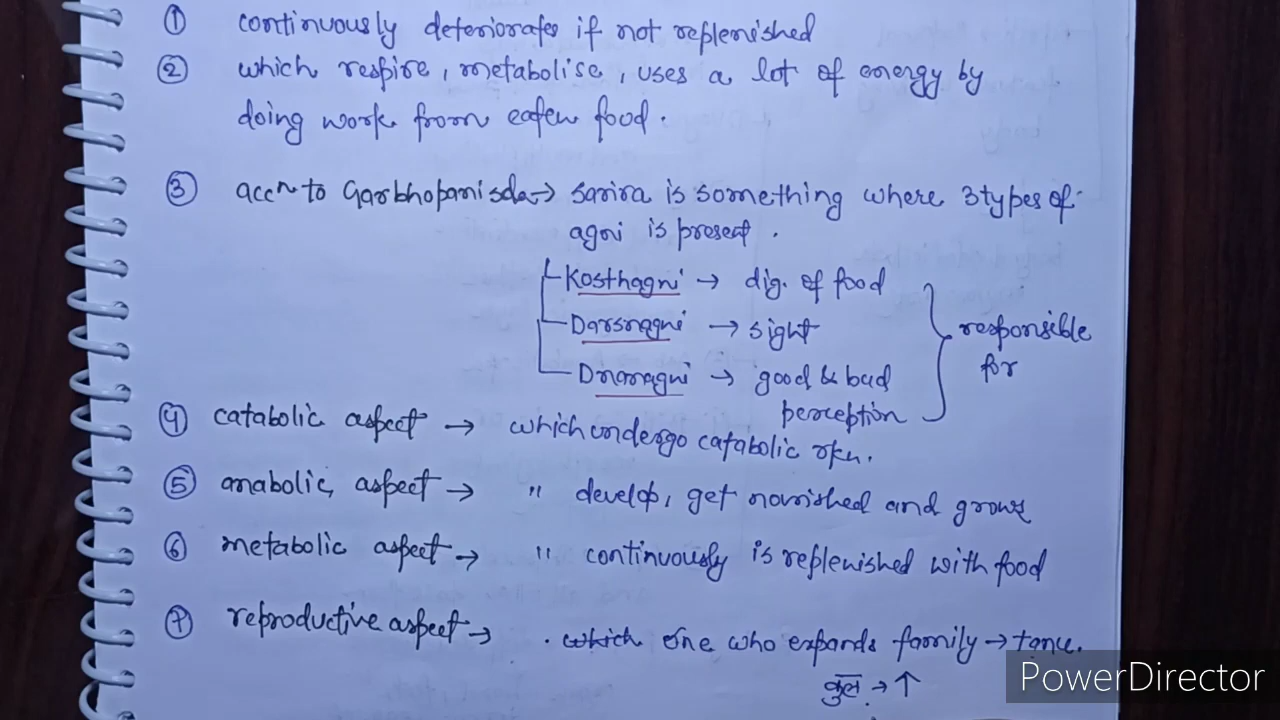 ① continuously deteriorates if not replenished
② which respire, metabolise, uses a lot of energy by
doing work from eaten food.
③ accn to Garbhopanisda → sarira is something where 3 types of
agni is present.
Kosthagni → dig. of food
Darsnagni → sight
Dnanagni → good & bad
perception
responsible
for
④ catabolic aspect → which undergo catabolic rxn.
⑤ anabolic aspect → " develop, get nourished and grows
⑥ metabolic aspect → " continuously is replenished with food
⑦ reproductive aspect → . which one who expands family → tanu.
कुल → ↑
PowerDirector